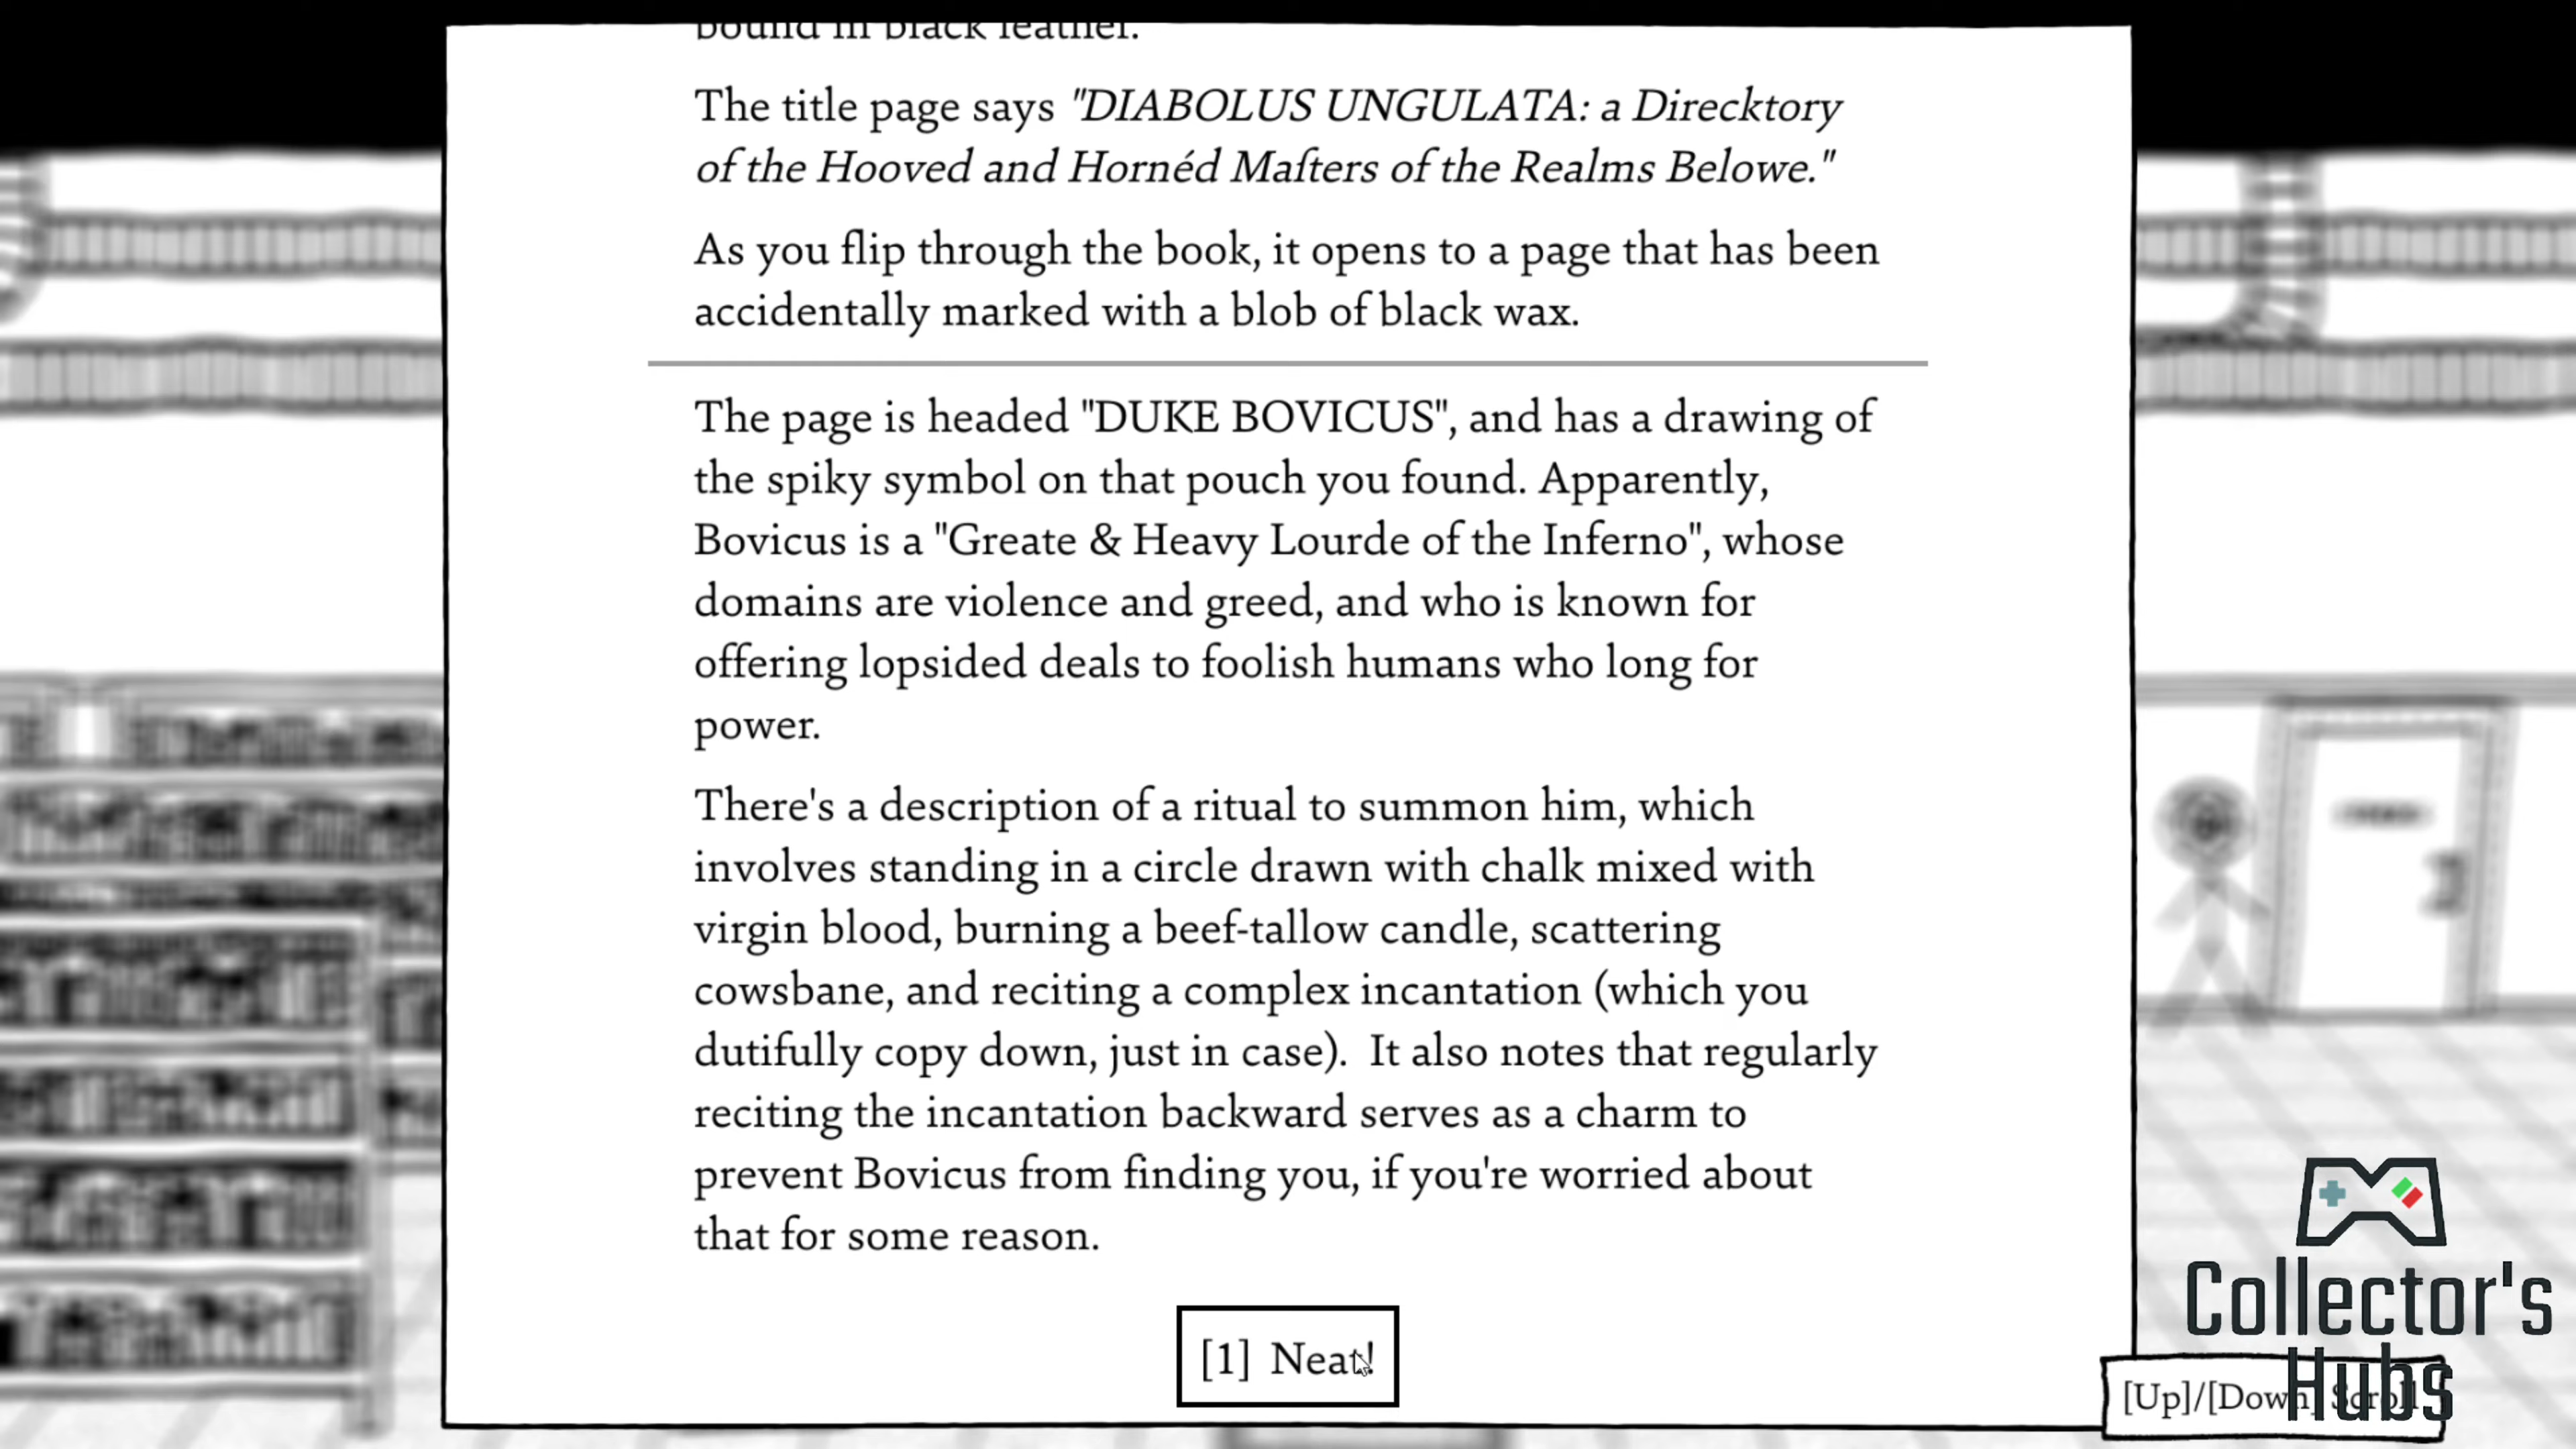 bound in black leather.
The title page says "DIABOLUS UNGULATA: a Direcktory
of the Hooved and Hornéd Maſters of the Realms Belowe."
As you flip through the book, it opens to a page that has been
accidentally marked with a blob of black wax.
The page is headed "DUKE BOVICUS", and has a drawing of
the spiky symbol on that pouch you found. Apparently,
Bovicus is a "Greate & Heavy Lourde of the Inferno", whose
domains are violence and greed, and who is known for
offering lopsided deals to foolish humans who long for
power.
There's a description of a ritual to summon him, which
involves standing in a circle drawn with chalk mixed with
virgin blood, burning a beef-tallow candle, scattering
cowsbane, and reciting a complex incantation (which you
dutifully copy down, just in case).  It also notes that regularly
reciting the incantation backward serves as a charm to
prevent Bovicus from finding you, if you're worried about
that for some reason.
[1] Neat!
Collector's
Hubs
[Up]/[Down] Scroll